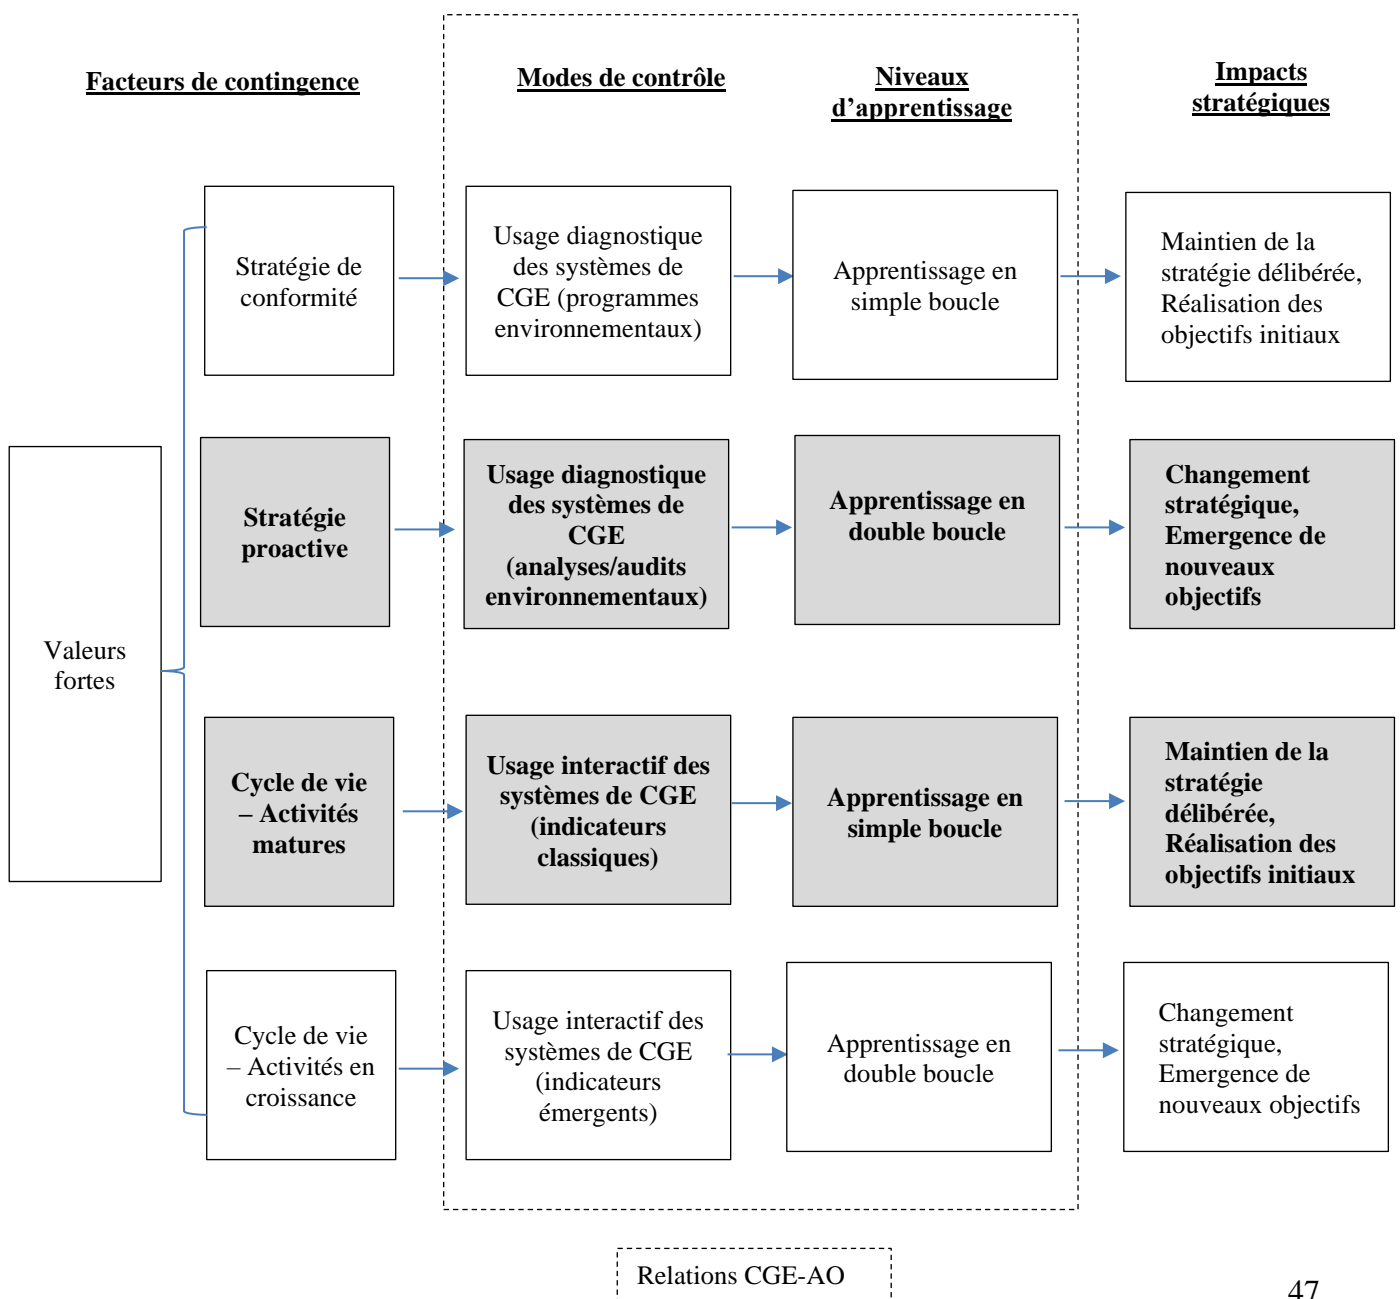 Facteurs de contingence
Modes de contrôle
Niveaux
d’apprentissage
Impacts
stratégiques
Valeurs
fortes
Stratégie de
conformité
Usage diagnostique
des systèmes de
CGE (programmes
environnementaux)
Apprentissage en
simple boucle
Maintien de la
stratégie délibérée,
Réalisation des
objectifs initiaux
Stratégie
proactive
Usage diagnostique
des systèmes de
CGE
(analyses/audits
environnementaux)
Apprentissage en
double boucle
Changement
stratégique,
Emergence de
nouveaux
objectifs
Cycle de vie
– Activités
matures
Usage interactif des
systèmes de CGE
(indicateurs
classiques)
Apprentissage en
simple boucle
Maintien de la
stratégie
délibérée,
Réalisation des
objectifs initiaux
Cycle de vie
– Activités en
croissance
Usage interactif des
systèmes de CGE
(indicateurs
émergents)
Apprentissage en
double boucle
Changement
stratégique,
Emergence de
nouveaux objectifs
Relations CGE-AO
47